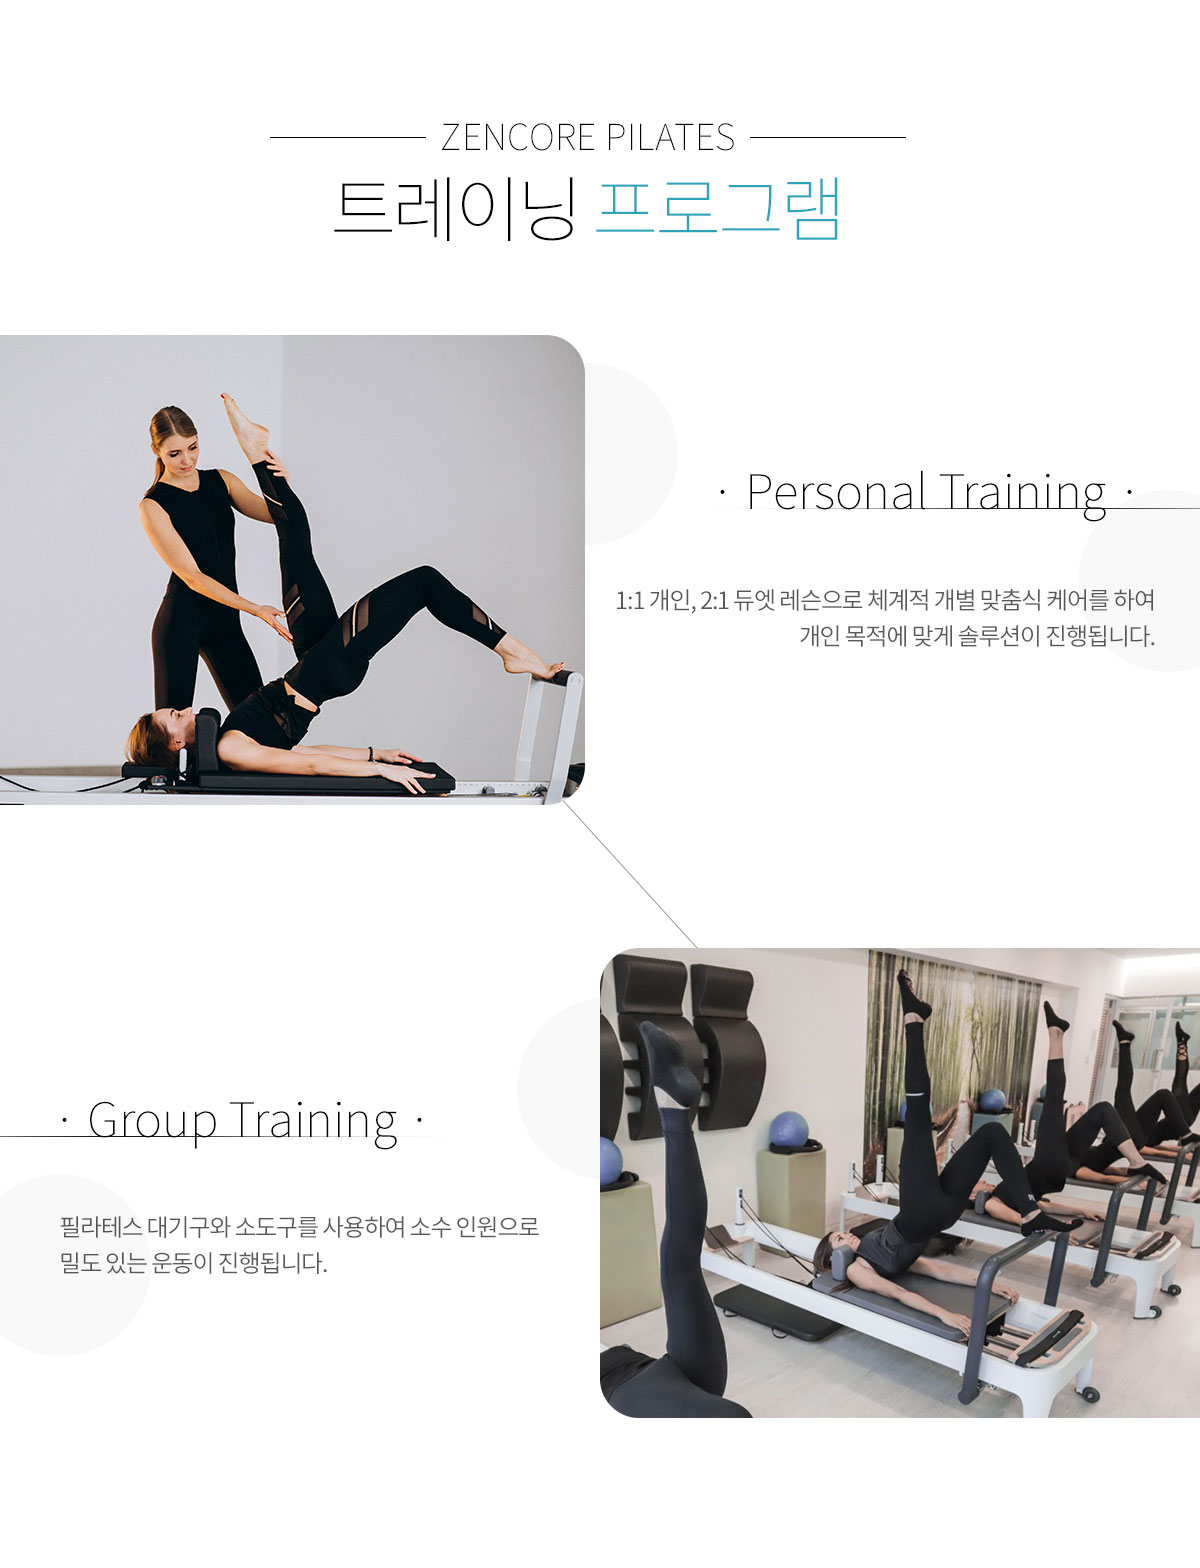 ZENCORE PILATES
트레이닝 프로그램
· Personal Training ·
1:1 개인, 2:1 듀엣 레슨으로 체계적 개별 맞춤식 케어를 하여
개인 목적에 맞게 솔루션이 진행됩니다.
· Group Training ·
필라테스 대기구와 소도구를 사용하여 소수 인원으로
밀도 있는 운동이 진행됩니다.